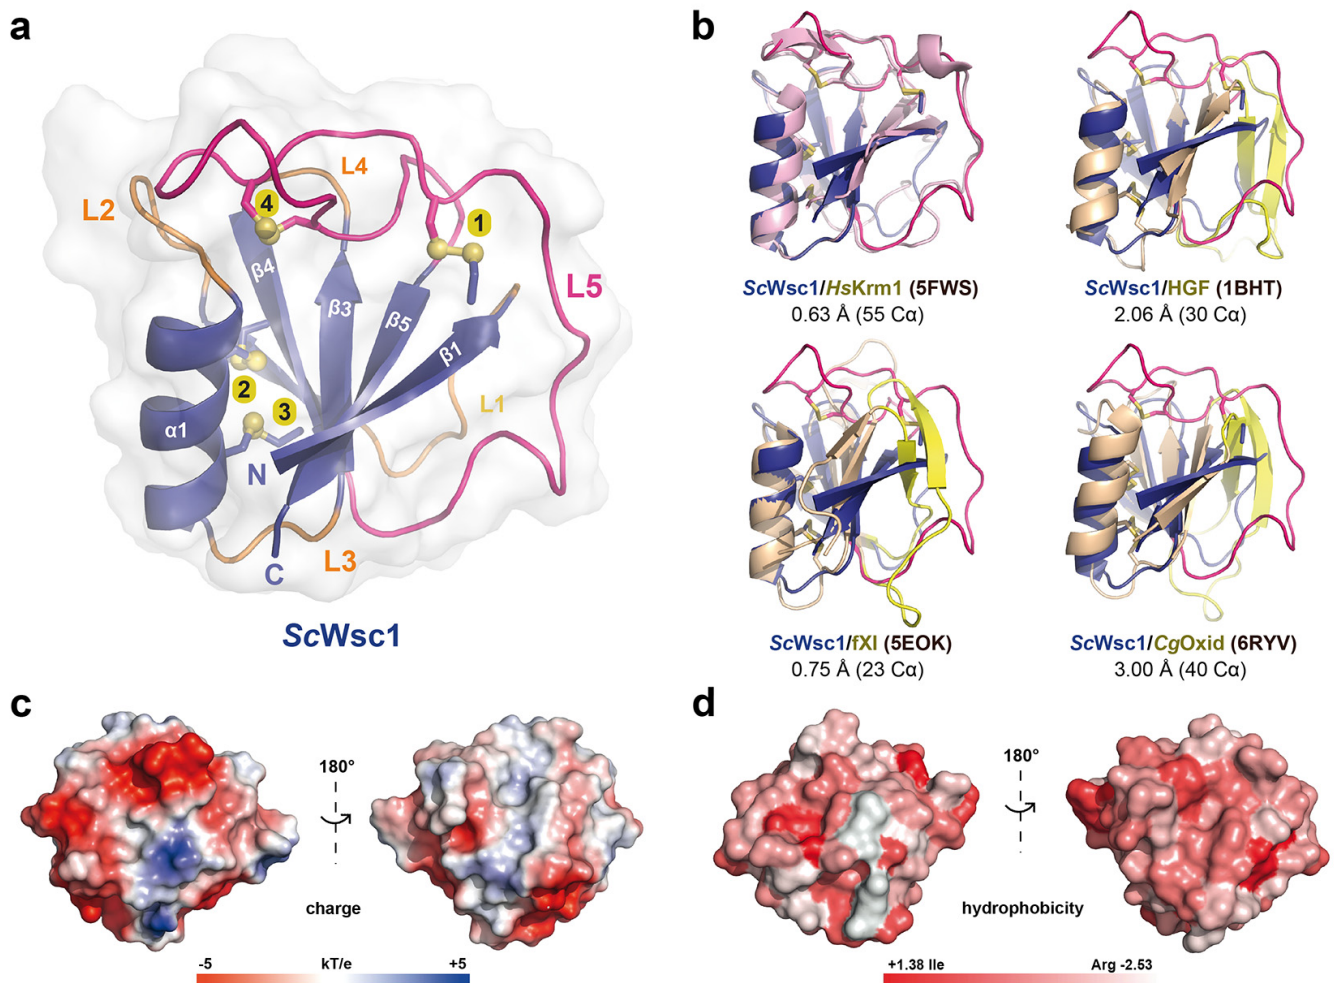 a
L2
L4
4
1
β4
β3
β5
β1
L5
2
3
α1
L1
N
L3
C
ScWsc1
b
ScWsc1/HsKrm1 (5FWS)
0.63 Å (55 Cα)
ScWsc1/HGF (1BHT)
2.06 Å (30 Cα)
ScWsc1/fXI (5EOK)
0.75 Å (23 Cα)
ScWsc1/CgOxid (6RYV)
3.00 Å (40 Cα)
c
180°
charge
-5 kT/e +5
d
180°
hydrophobicity
+1.38 Ile Arg -2.53